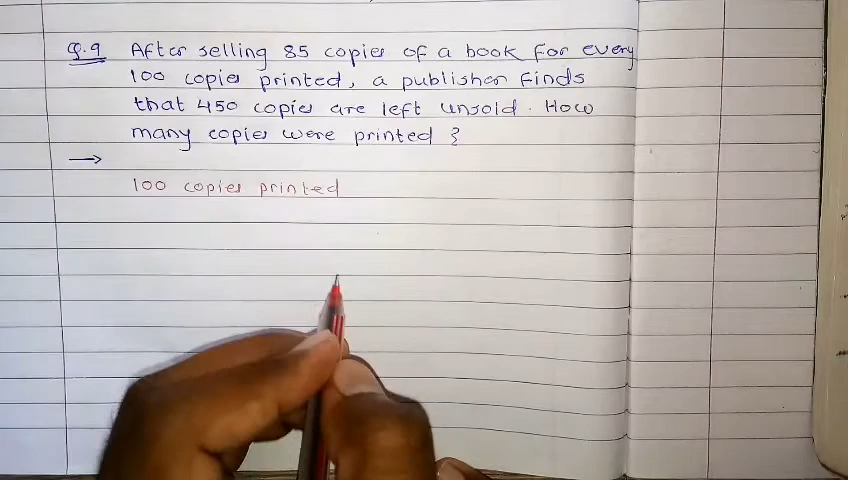 Q.9 After selling 85 copies of a book for every
100 copies printed, a publisher finds
that 450 copies are left unsold. How
many copies were printed ?
→
100 copies printed